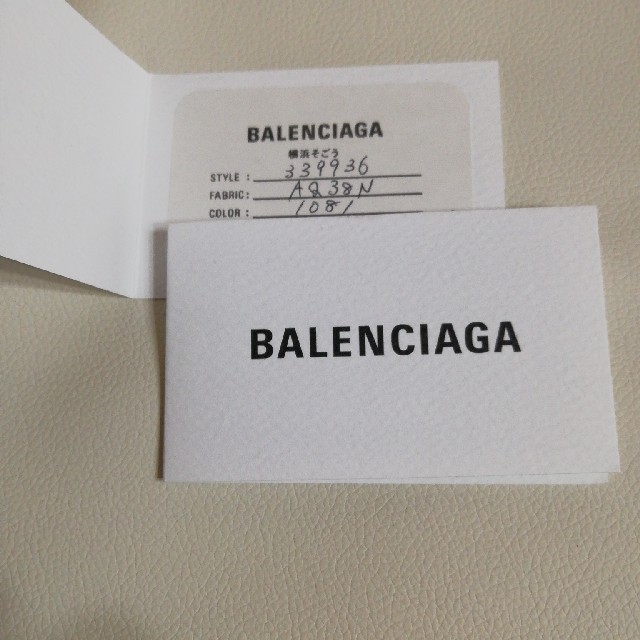 BALENCIAGA
横浜そごう
STYLE: 339936
FABRIC: AQ38N
COLOR: 1081
BALENCIAGA